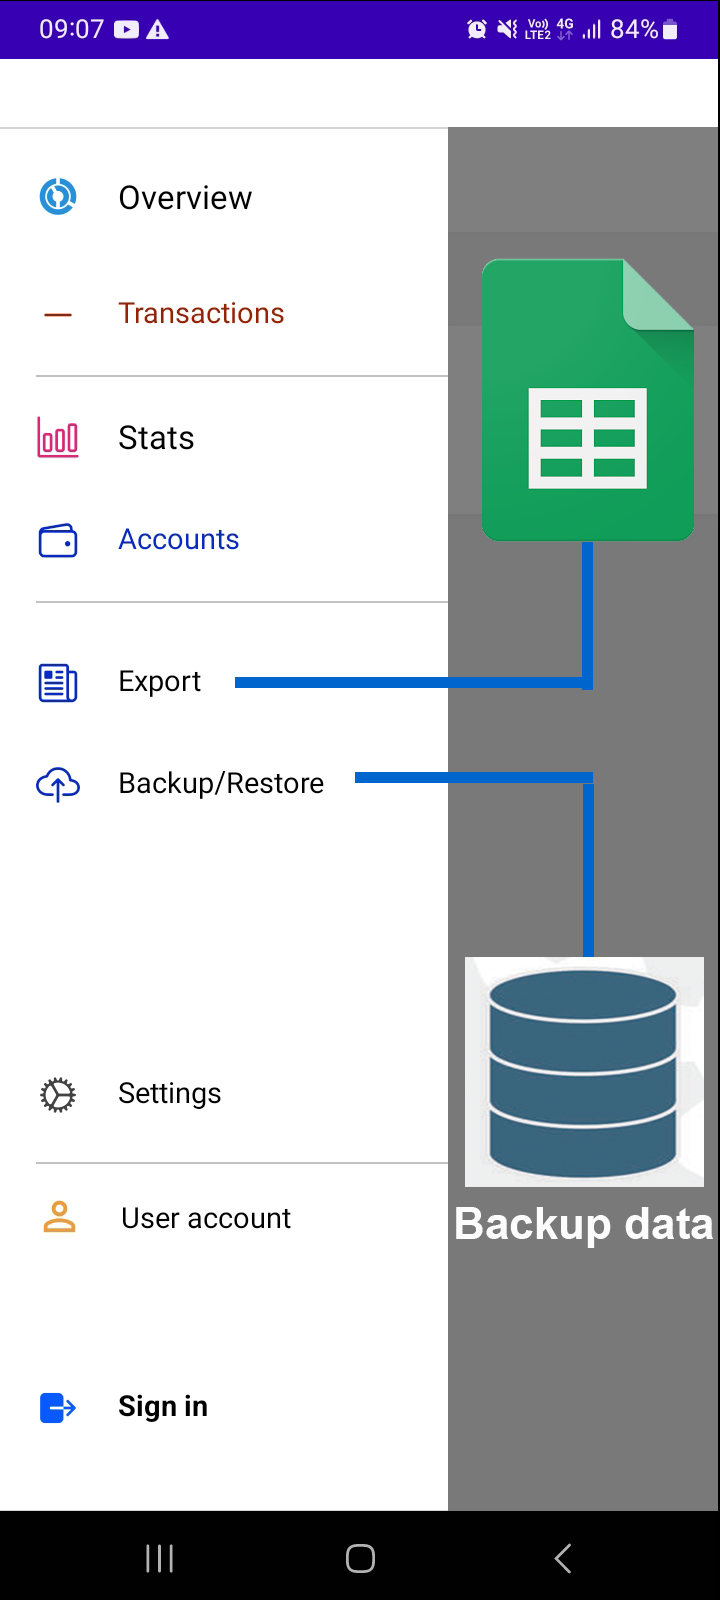 09:07
Vo)) LTE2 4G 84%
Overview
Transactions
Stats
Accounts
Export
Backup/Restore
Settings
Backup data
User account
Sign in